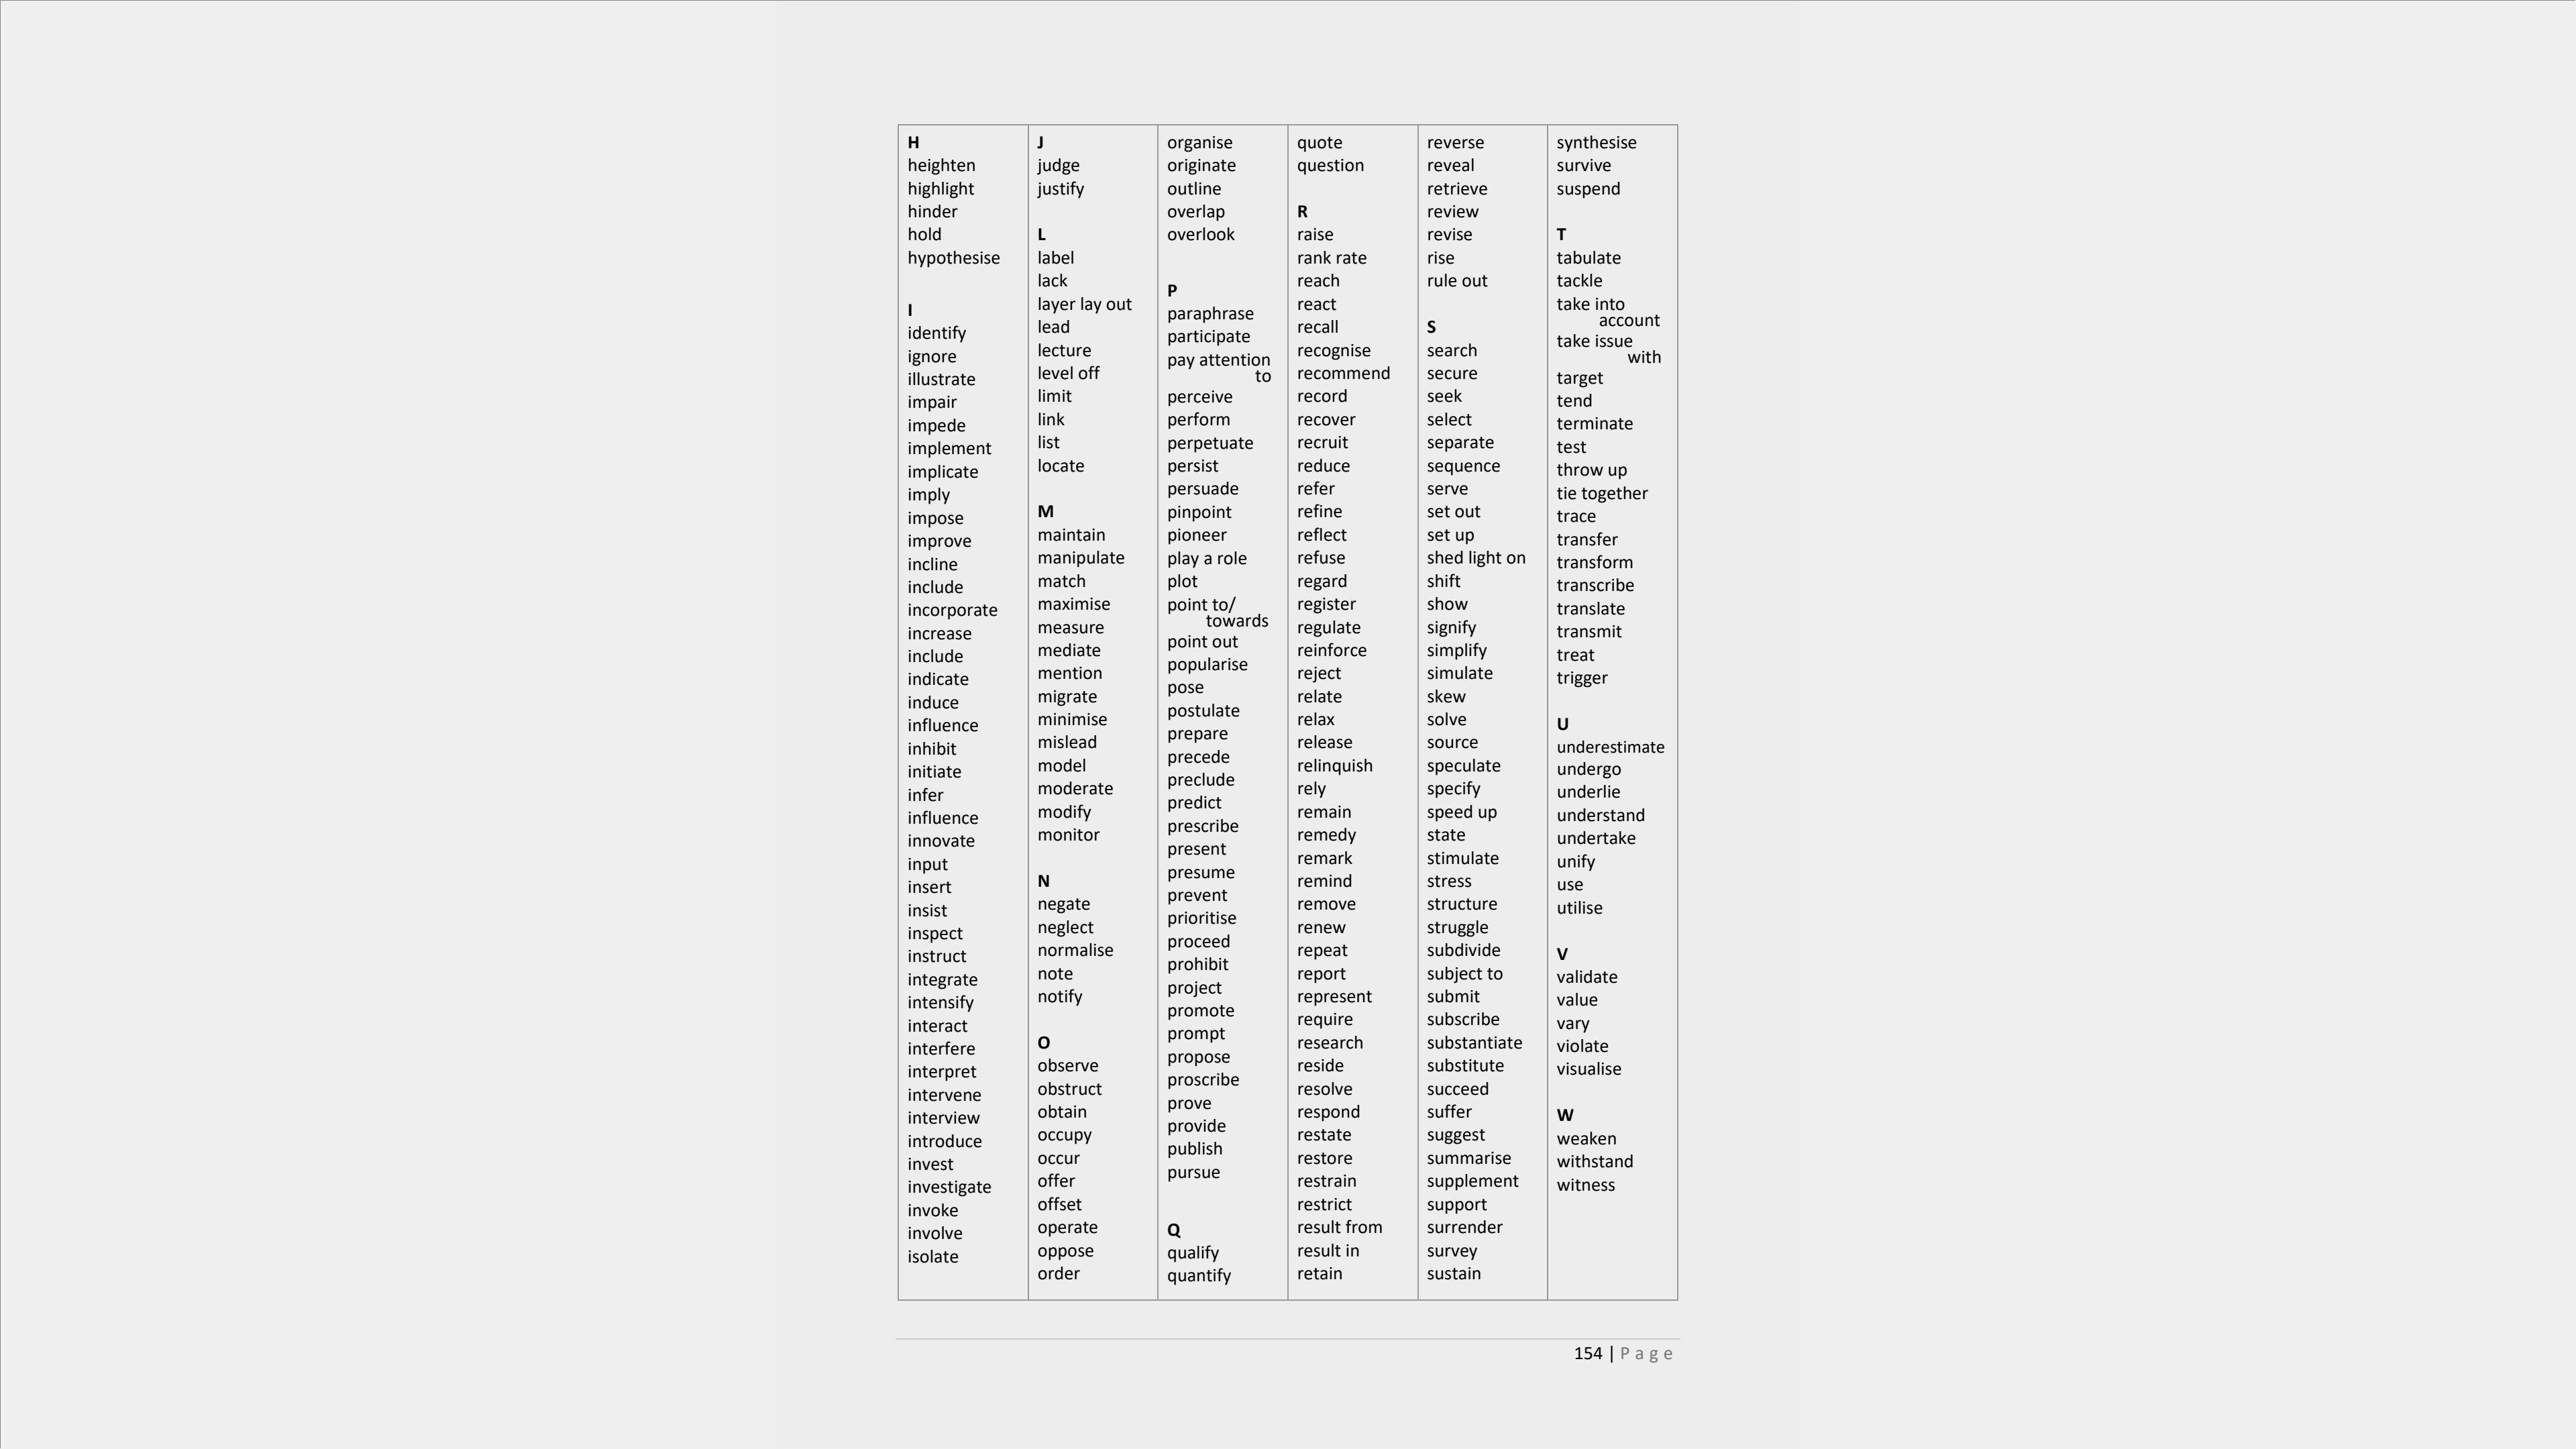 H
heighten
highlight
hinder
hold
hypothesise
I
identify
ignore
illustrate
impair
impede
implement
implicate
imply
impose
improve
incline
include
incorporate
increase
include
indicate
induce
influence
inhibit
initiate
infer
influence
innovate
input
insert
insist
inspect
instruct
integrate
intensify
interact
interfere
interpret
intervene
interview
introduce
invest
investigate
invoke
involve
isolate
J
judge
justify
L
label
lack
layer lay out
lead
lecture
level off
limit
link
list
locate
M
maintain
manipulate
match
maximise
measure
mediate
mention
migrate
minimise
mislead
model
moderate
modify
monitor
N
negate
neglect
normalise
note
notify
O
observe
obstruct
obtain
occupy
occur
offer
offset
operate
oppose
order
organise
originate
outline
overlap
overlook
P
paraphrase
participate
pay attention
to
perceive
perform
perpetuate
persist
persuade
pinpoint
pioneer
play a role
plot
point to/
towards
point out
popularise
pose
postulate
prepare
precede
preclude
predict
prescribe
present
presume
prevent
prioritise
proceed
prohibit
project
promote
prompt
propose
proscribe
prove
provide
publish
pursue
Q
qualify
quantify
quote
question
R
raise
rank rate
reach
react
recall
recognise
recommend
record
recover
recruit
reduce
refer
refine
reflect
refuse
regard
register
regulate
reinforce
reject
relate
relax
release
relinquish
rely
remain
remedy
remark
remind
remove
renew
repeat
report
represent
require
research
reside
resolve
respond
restate
restore
restrain
restrict
result from
result in
retain
reverse
reveal
retrieve
review
revise
rise
rule out
S
search
secure
seek
select
separate
sequence
serve
set out
set up
shed light on
shift
show
signify
simplify
simulate
skew
solve
source
speculate
specify
speed up
state
stimulate
stress
structure
struggle
subdivide
subject to
submit
subscribe
substantiate
substitute
succeed
suffer
suggest
summarise
supplement
support
surrender
survey
sustain
synthesise
survive
suspend
T
tabulate
tackle
take into
account
take issue
with
target
tend
terminate
test
throw up
tie together
trace
transfer
transform
transcribe
translate
transmit
treat
trigger
U
underestimate
undergo
underlie
understand
undertake
unify
use
utilise
V
validate
value
vary
violate
visualise
W
weaken
withstand
witness
154 | Page